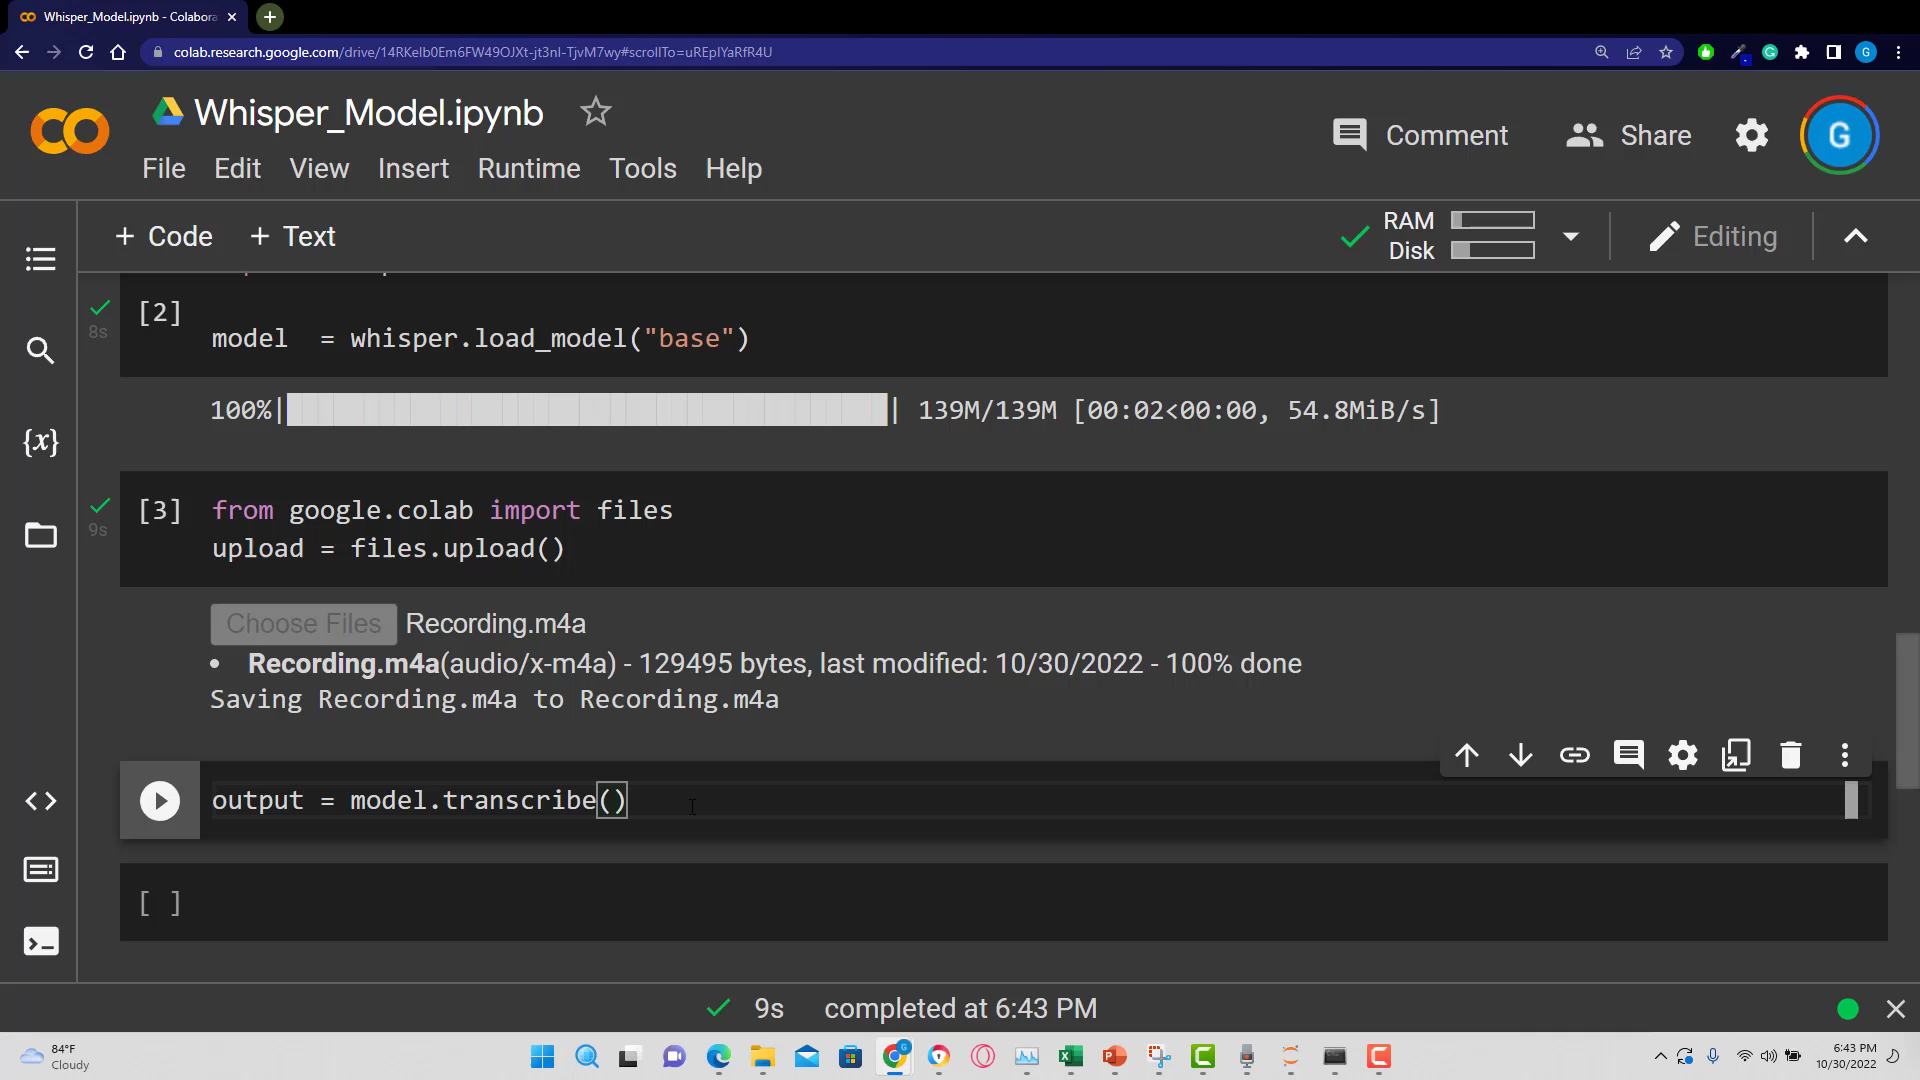 Whisper_Model.ipynb - Colabora
colab.research.google.com/drive/14RKelb0Em6FW49OJXt-jt3nl-TjvM7wy#scrollTo=uREpIYaRfR4U
G
Whisper_Model.ipynb
Comment
Share
G
File Edit View Insert Runtime Tools Help
+ Code + Text
RAM
Disk
Editing
8s
[2]
model  = whisper.load_model("base")
100%| | 139M/139M [00:02<00:00, 54.8MiB/s]
{x}
9s
[3] from google.colab import files
upload = files.upload()
Choose Files Recording.m4a
• Recording.m4a(audio/x-m4a) - 129495 bytes, last modified: 10/30/2022 - 100% done
Saving Recording.m4a to Recording.m4a
output = model.transcribe()
[ ]
9s completed at 6:43 PM
84°F
Cloudy
6:43 PM
10/30/2022